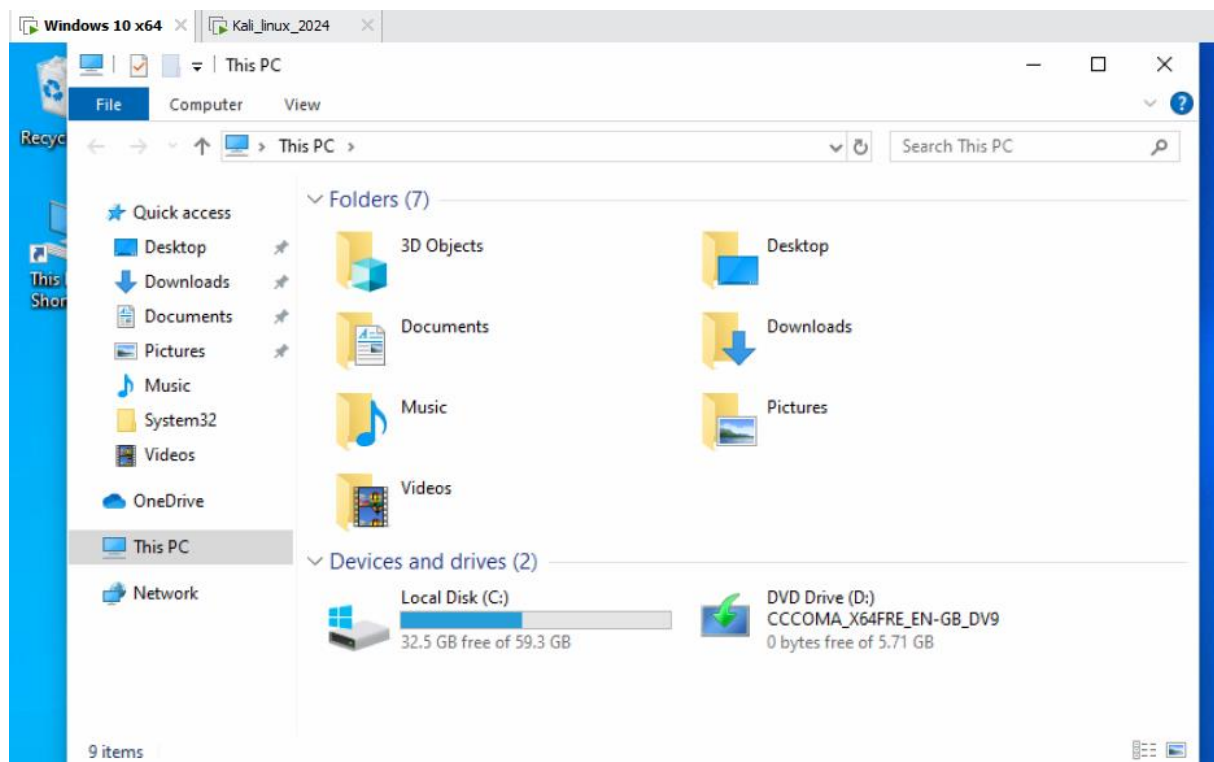 Windows 10 x64 Kali_linux_2024
This PC
File Computer View
Recyc
This PC
Search This PC
Quick access
Desktop
Downloads
Documents
Pictures
Music
System32
Videos
OneDrive
This PC
Network
This
Shor
Folders (7)
3D Objects
Desktop
Documents
Downloads
Music
Pictures
Videos
Devices and drives (2)
Local Disk (C:)
32.5 GB free of 59.3 GB
DVD Drive (D:)
CCCOMA_X64FRE_EN-GB_DV9
0 bytes free of 5.71 GB
9 items